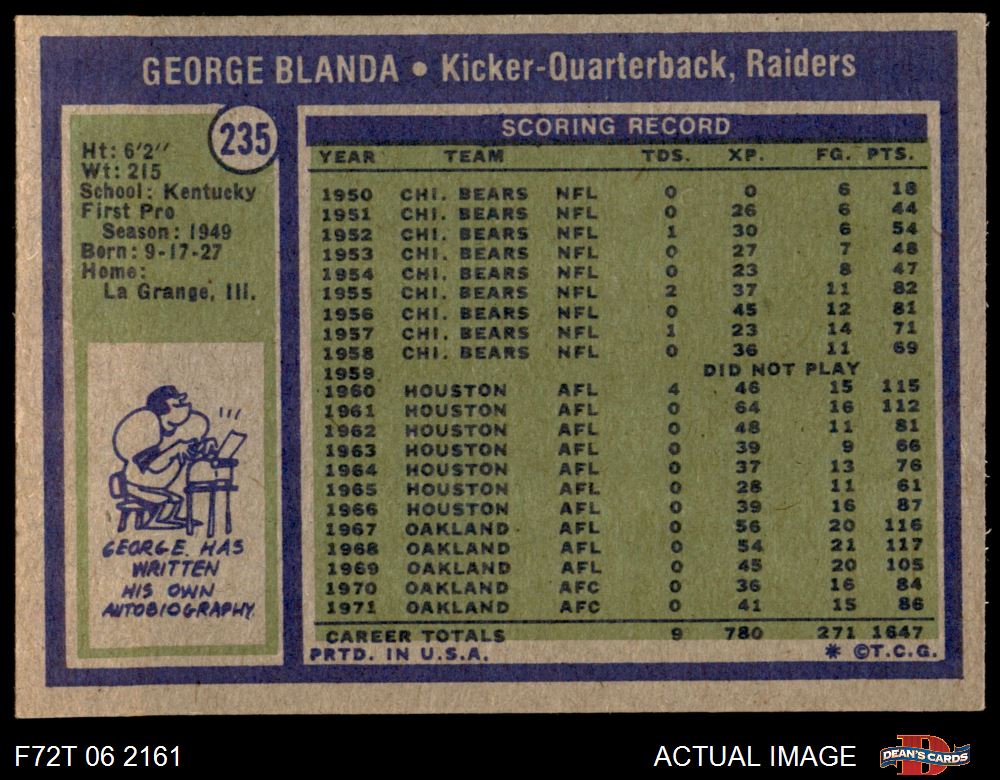 GEORGE BLANDA • Kicker-Quarterback, Raiders
235
Ht: 6'2''
Wt: 215
School: Kentucky
First Pro
Season: 1949
Born: 9-17-27
Home:
La Grange, Ill.
GEORGE HAS
WRITTEN
HIS OWN
AUTOBIOGRAPHY.
SCORING RECORD
YEAR TEAM TDS. XP. FG. PTS.
1950 CHI. BEARS NFL 0 0 6 18
1951 CHI. BEARS NFL 0 26 6 44
1952 CHI. BEARS NFL 1 30 6 54
1953 CHI. BEARS NFL 0 27 7 48
1954 CHI. BEARS NFL 0 23 8 47
1955 CHI. BEARS NFL 2 37 11 82
1956 CHI. BEARS NFL 0 45 12 81
1957 CHI. BEARS NFL 1 23 14 71
1958 CHI. BEARS NFL 0 36 11 69
1959 DID NOT PLAY
1960 HOUSTON AFL 4 46 15 115
1961 HOUSTON AFL 0 64 16 112
1962 HOUSTON AFL 0 48 11 81
1963 HOUSTON AFL 0 39 9 66
1964 HOUSTON AFL 0 37 13 76
1965 HOUSTON AFL 0 28 11 61
1966 HOUSTON AFL 0 39 16 87
1967 OAKLAND AFL 0 56 20 116
1968 OAKLAND AFL 0 54 21 117
1969 OAKLAND AFL 0 45 20 105
1970 OAKLAND AFC 0 36 16 84
1971 OAKLAND AFC 0 41 15 86
CAREER TOTALS 9 780 271 1647
PRTD. IN U.S.A. * ©T.C.G.
F72T 06 2161
ACTUAL IMAGE
D
DEAN'S CARDS